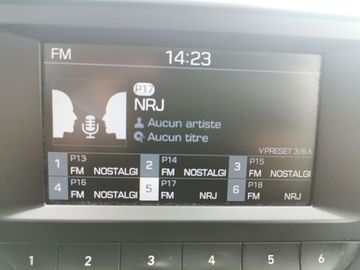 FM 14:23
P17
NRJ
Aucun artiste
Aucun titre
PRESET 3/6
1 P13 FM NOSTALGI 2 P14 FM NOSTALGI 3 P15 FM NOSTALGI
4 P16 FM NOSTALGI 5 P17 FM NRJ 6 P18 FM NRJ
1 2 3 4 5 6